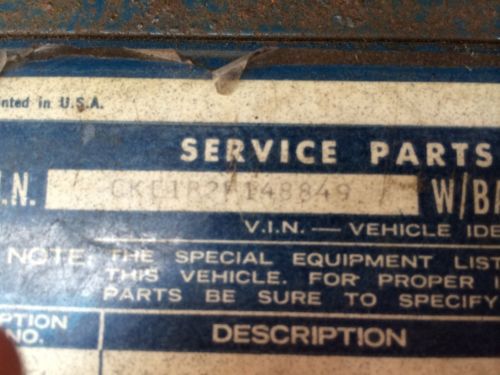 nted in U.S.A.
SERVICE PARTS
.N. W/BA
V.I.N. — VEHICLE IDE
NOTE: THE SPECIAL EQUIPMENT LIST
THIS VEHICLE. FOR PROPER I
PARTS BE SURE TO SPECIFY
PTION
NO. DESCRIPTION